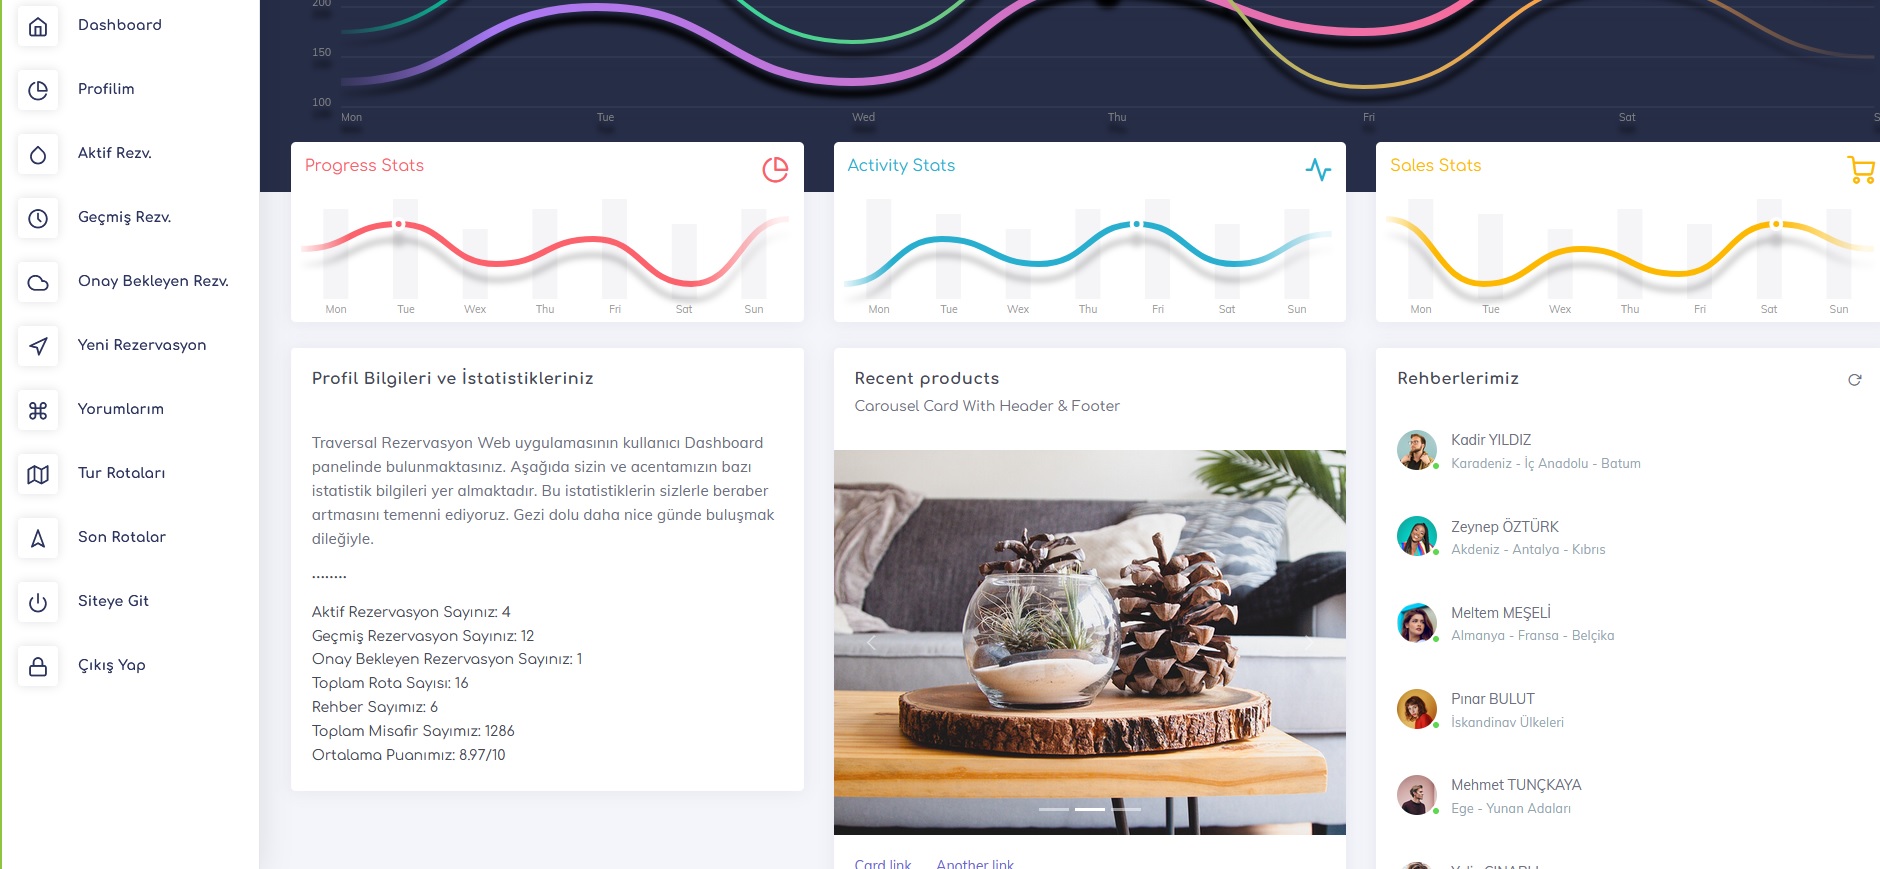 Dashboard
Profilim
Aktif Rezv.
Geçmiş Rezv.
Onay Bekleyen Rezv.
Yeni Rezervasyon
Yorumlarım
Tur Rotaları
Son Rotalar
Siteye Git
Çıkış Yap
200
150
100
Mon Tue Wed Thu Fri Sat
Progress Stats
Mon Tue Wex Thu Fri Sat Sun
Activity Stats
Mon Tue Wex Thu Fri Sat Sun
Sales Stats
Mon Tue Wex Thu Fri Sat Sun
Profil Bilgileri ve İstatistikleriniz
Traversal Rezervasyon Web uygulamasının kullanıcı Dashboard
panelinde bulunmaktasınız. Aşağıda sizin ve acentamızın bazı
istatistik bilgileri yer almaktadır. Bu istatistiklerin sizlerle beraber
artmasını temenni ediyoruz. Gezi dolu daha nice günde buluşmak
dileğiyle.
........
Aktif Rezervasyon Sayınız: 4
Geçmiş Rezervasyon Sayınız: 12
Onay Bekleyen Rezervasyon Sayınız: 1
Toplam Rota Sayısı: 16
Rehber Sayımız: 6
Toplam Misafir Sayımız: 1286
Ortalama Puanımız: 8.97/10
Recent products
Carousel Card With Header & Footer
Card link Another link
Rehberlerimiz
Kadir YILDIZ
Karadeniz - İç Anadolu - Batum
Zeynep ÖZTÜRK
Akdeniz - Antalya - Kıbrıs
Meltem MEŞELİ
Almanya - Fransa - Belçika
Pınar BULUT
İskandinav Ülkeleri
Mehmet TUNÇKAYA
Ege - Yunan Adaları